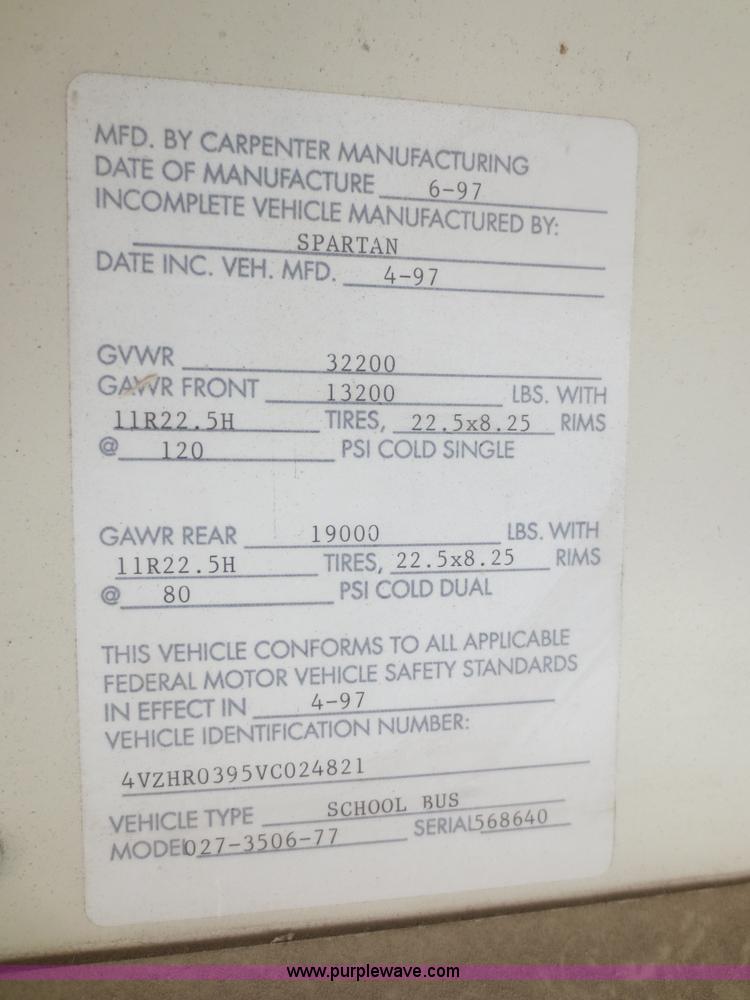 MFD. BY CARPENTER MANUFACTURING
DATE OF MANUFACTURE 6-97
INCOMPLETE VEHICLE MANUFACTURED BY:
SPARTAN
DATE INC. VEH. MFD. 4-97
GVWR 32200
GAWR FRONT 13200 LBS. WITH
11R22.5H TIRES, 22.5x8.25 RIMS
@ 120 PSI COLD SINGLE
GAWR REAR 19000 LBS. WITH
11R22.5H TIRES, 22.5x8.25 RIMS
@ 80 PSI COLD DUAL
THIS VEHICLE CONFORMS TO ALL APPLICABLE
FEDERAL MOTOR VEHICLE SAFETY STANDARDS
IN EFFECT IN 4-97
VEHICLE IDENTIFICATION NUMBER:
4VZHR0395VC024821
VEHICLE TYPE SCHOOL BUS
MODEL 027-3506-77 SERIAL 568640
www.purplewave.com